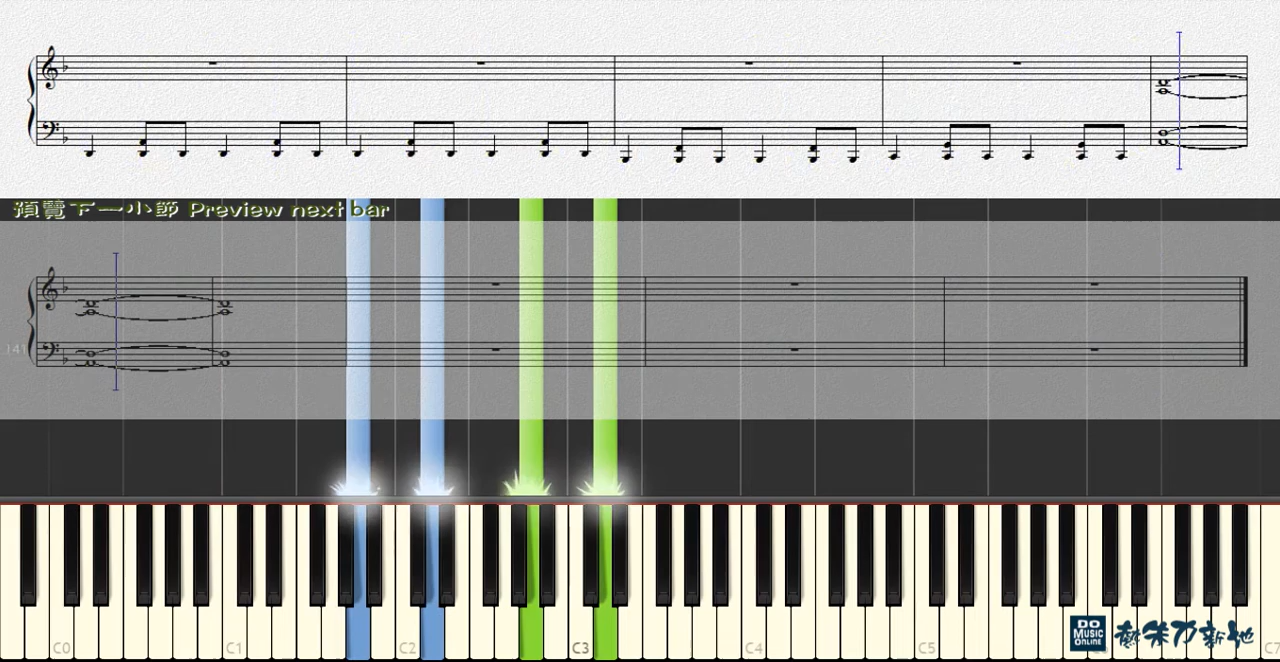 預覽下一小節 Preview next bar
141
C0 C1 C2 C3 C4 C5 C7
DO
MUSIC
ONLINE